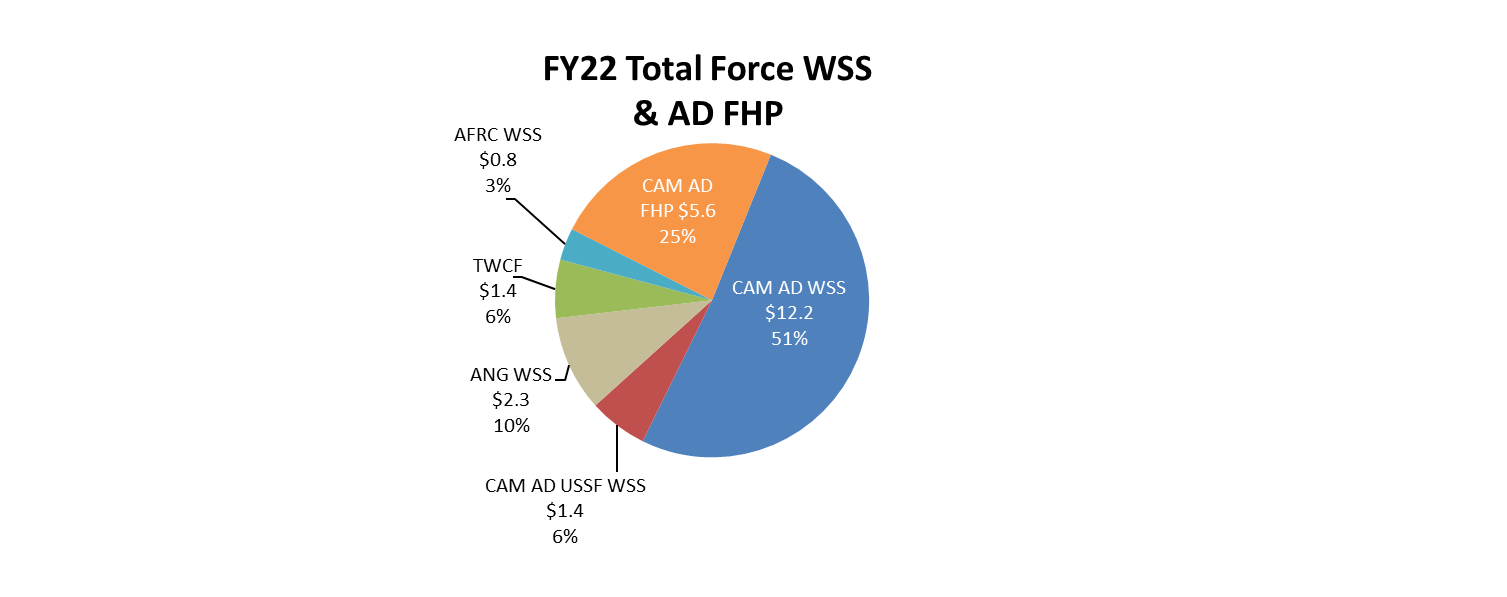 FY22 Total Force WSS
& AD FHP
AFRC WSS
$0.8
3%
CAM AD
FHP $5.6
25%
TWCF
$1.4
6%
CAM AD WSS
$12.2
51%
ANG WSS
$2.3
10%
CAM AD USSF WSS
$1.4
6%